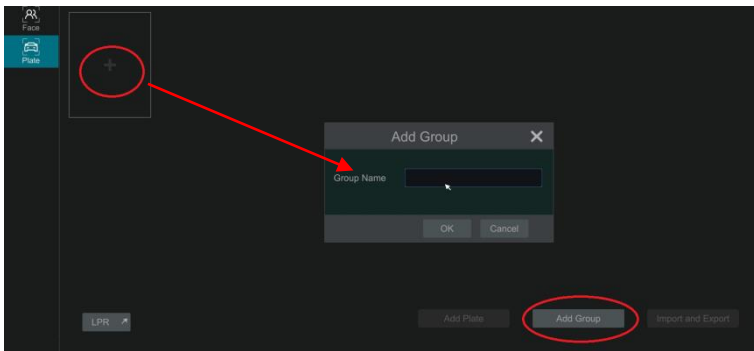 Face
Plate
Add Group
Group Name
OK Cancel
LPR Add Plate Add Group Import and Export